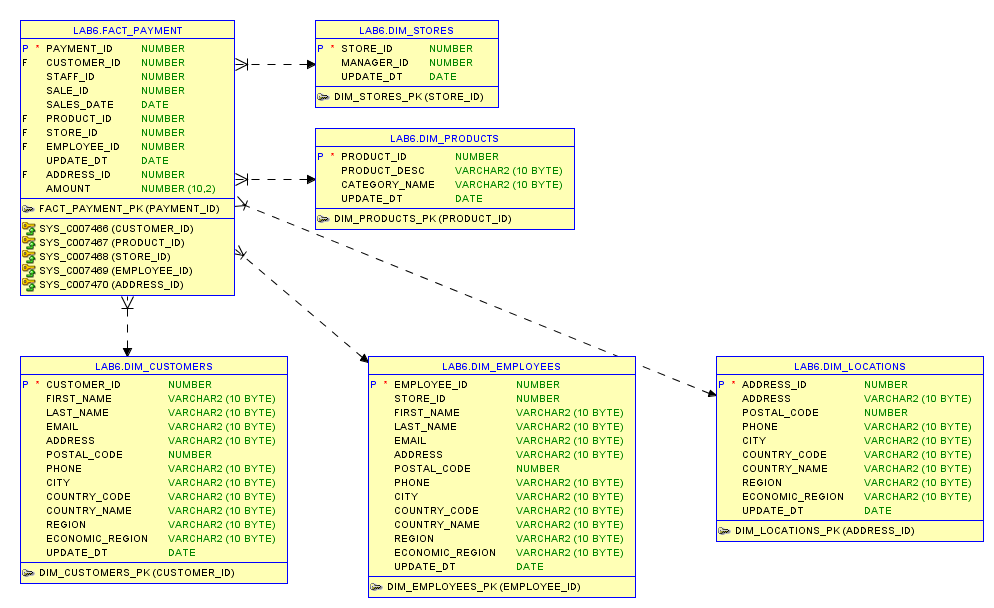 LAB6.FACT_PAYMENT
P * PAYMENT_ID NUMBER
F CUSTOMER_ID NUMBER
STAFF_ID NUMBER
SALE_ID NUMBER
SALES_DATE DATE
F PRODUCT_ID NUMBER
F STORE_ID NUMBER
F EMPLOYEE_ID NUMBER
UPDATE_DT DATE
F ADDRESS_ID NUMBER
AMOUNT NUMBER (10,2)
FACT_PAYMENT_PK (PAYMENT_ID)
SYS_C007466 (CUSTOMER_ID)
SYS_C007467 (PRODUCT_ID)
SYS_C007468 (STORE_ID)
SYS_C007469 (EMPLOYEE_ID)
SYS_C007470 (ADDRESS_ID)
LAB6.DIM_STORES
P * STORE_ID NUMBER
MANAGER_ID NUMBER
UPDATE_DT DATE
DIM_STORES_PK (STORE_ID)
LAB6.DIM_PRODUCTS
P * PRODUCT_ID NUMBER
PRODUCT_DESC VARCHAR2 (10 BYTE)
CATEGORY_NAME VARCHAR2 (10 BYTE)
UPDATE_DT DATE
DIM_PRODUCTS_PK (PRODUCT_ID)
LAB6.DIM_CUSTOMERS
P * CUSTOMER_ID NUMBER
FIRST_NAME VARCHAR2 (10 BYTE)
LAST_NAME VARCHAR2 (10 BYTE)
EMAIL VARCHAR2 (10 BYTE)
ADDRESS VARCHAR2 (10 BYTE)
POSTAL_CODE NUMBER
PHONE VARCHAR2 (10 BYTE)
CITY VARCHAR2 (10 BYTE)
COUNTRY_CODE VARCHAR2 (10 BYTE)
COUNTRY_NAME VARCHAR2 (10 BYTE)
REGION VARCHAR2 (10 BYTE)
ECONOMIC_REGION VARCHAR2 (10 BYTE)
UPDATE_DT DATE
DIM_CUSTOMERS_PK (CUSTOMER_ID)
LAB6.DIM_EMPLOYEES
P * EMPLOYEE_ID NUMBER
STORE_ID NUMBER
FIRST_NAME VARCHAR2 (10 BYTE)
LAST_NAME VARCHAR2 (10 BYTE)
EMAIL VARCHAR2 (10 BYTE)
ADDRESS VARCHAR2 (10 BYTE)
POSTAL_CODE NUMBER
PHONE VARCHAR2 (10 BYTE)
CITY VARCHAR2 (10 BYTE)
COUNTRY_CODE VARCHAR2 (10 BYTE)
COUNTRY_NAME VARCHAR2 (10 BYTE)
REGION VARCHAR2 (10 BYTE)
ECONOMIC_REGION VARCHAR2 (10 BYTE)
UPDATE_DT DATE
DIM_EMPLOYEES_PK (EMPLOYEE_ID)
LAB6.DIM_LOCATIONS
P * ADDRESS_ID NUMBER
ADDRESS VARCHAR2 (10 BYTE)
POSTAL_CODE NUMBER
PHONE VARCHAR2 (10 BYTE)
CITY VARCHAR2 (10 BYTE)
COUNTRY_CODE VARCHAR2 (10 BYTE)
COUNTRY_NAME VARCHAR2 (10 BYTE)
REGION VARCHAR2 (10 BYTE)
ECONOMIC_REGION VARCHAR2 (10 BYTE)
UPDATE_DT DATE
DIM_LOCATIONS_PK (ADDRESS_ID)